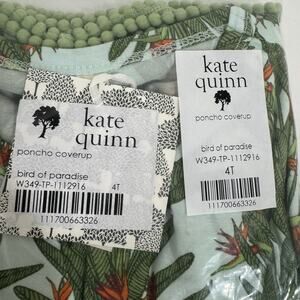 kate
quinn
poncho coverup
bird of paradise
W349-TP-1112916
4T
111700663326
kate
quinn
poncho coverup
bird of paradise
W349-TP-1112916
4T
111700663326